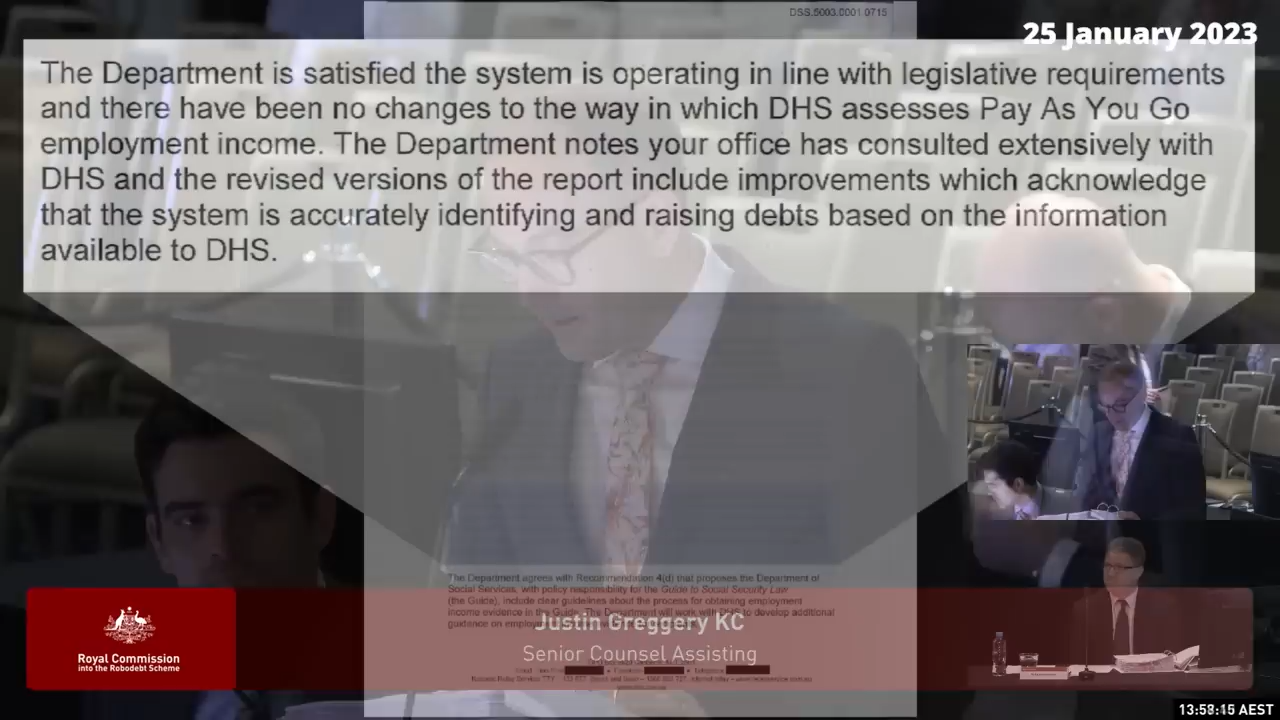 DSS.5003.0001.0715
25 January 2023
The Department is satisfied the system is operating in line with legislative requirements
and there have been no changes to the way in which DHS assesses Pay As You Go
employment income. The Department notes your office has consulted extensively with
DHS and the revised versions of the report include improvements which acknowledge
that the system is accurately identifying and raising debts based on the information
available to DHS.
The Department agrees with Recommendation 4(d) that proposes the Department of
Social Services, with policy responsibility for the Guide to Social Security Law
(the Guide), include clear guidelines about the process for obtaining employment
income evidence in the Guide. The Department will work with DHS to develop additional
guidance on
Justin Greggery KC
Senior Counsel Assisting
Royal Commission
into the Robodebt Scheme
AEST